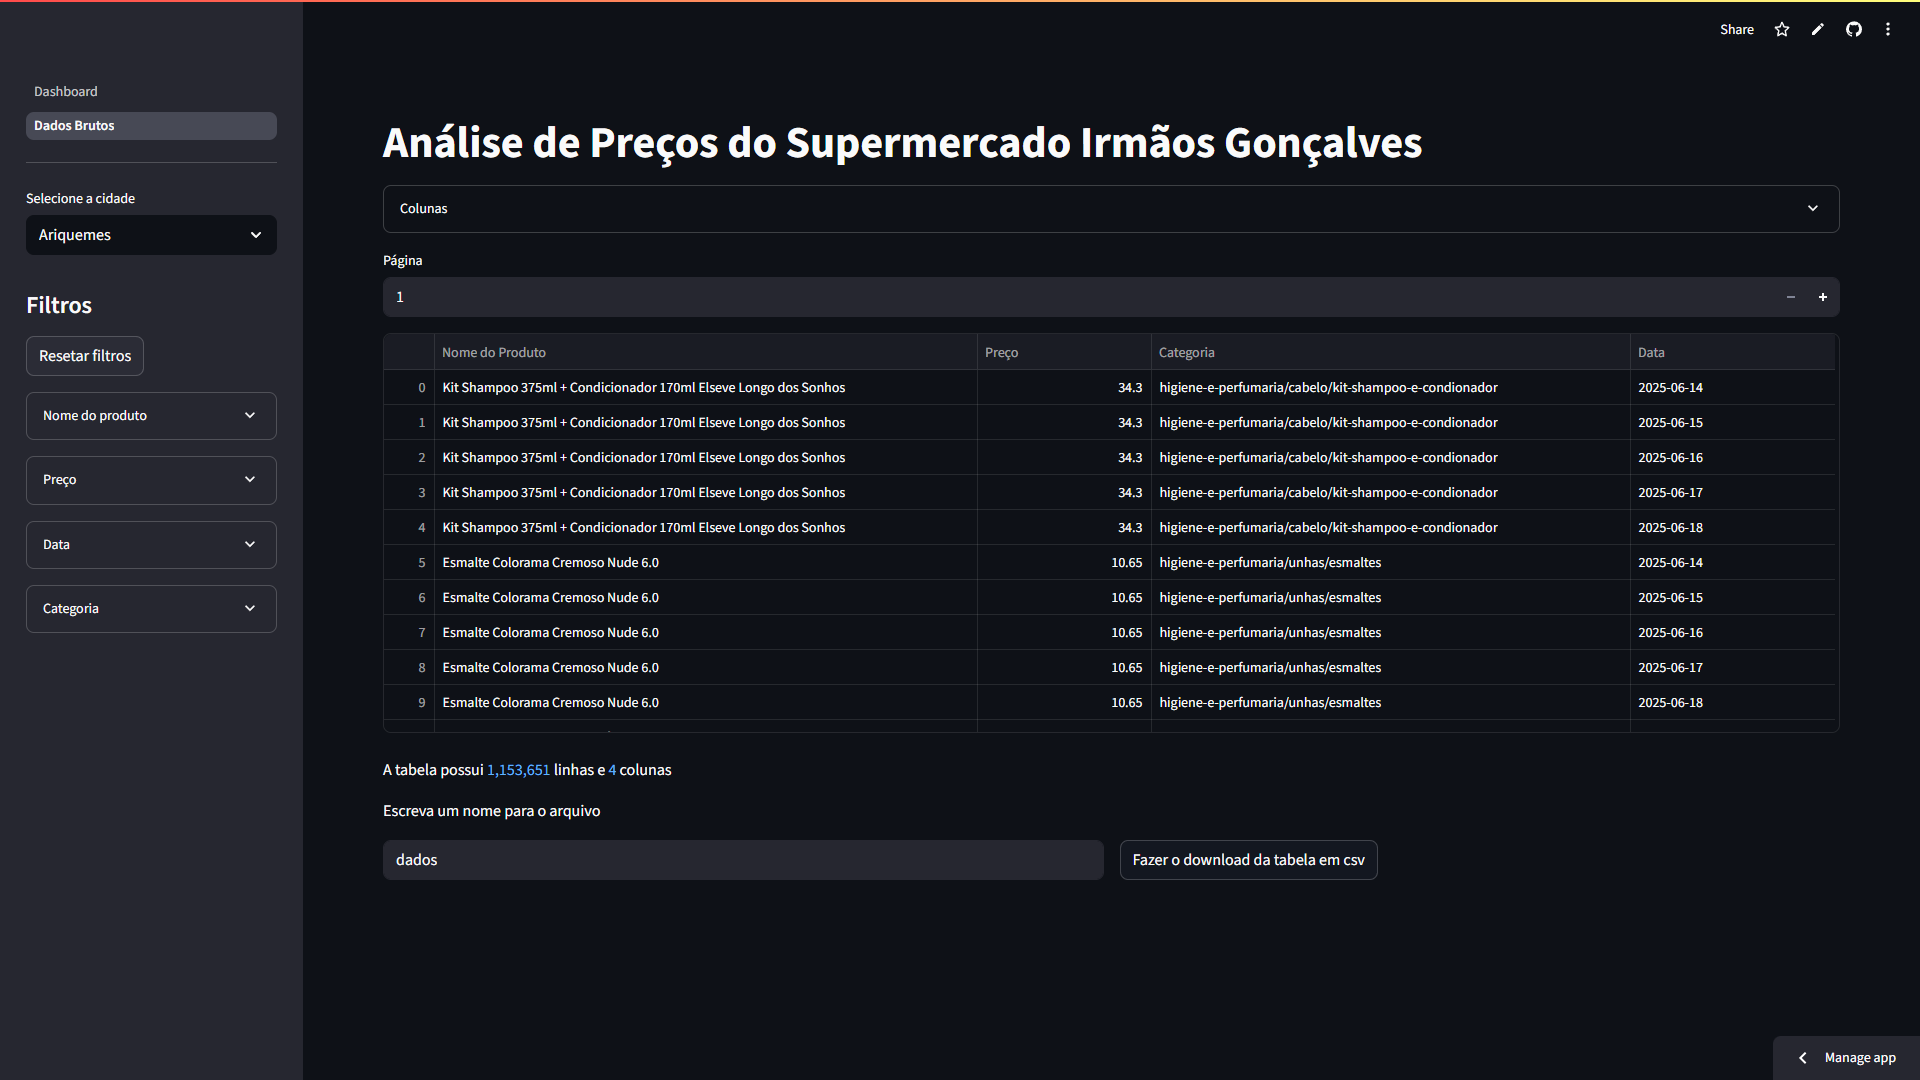 Share
Dashboard
Dados Brutos
Selecione a cidade
Ariquemes
Filtros
Resetar filtros
Nome do produto
Preço
Data
Categoria
Análise de Preços do Supermercado Irmãos Gonçalves
Colunas
Página
1
Nome do Produto Preço Categoria Data
0 Kit Shampoo 375ml + Condicionador 170ml Elseve Longo dos Sonhos 34.3 higiene-e-perfumaria/cabelo/kit-shampoo-e-condionador 2025-06-14
1 Kit Shampoo 375ml + Condicionador 170ml Elseve Longo dos Sonhos 34.3 higiene-e-perfumaria/cabelo/kit-shampoo-e-condionador 2025-06-15
2 Kit Shampoo 375ml + Condicionador 170ml Elseve Longo dos Sonhos 34.3 higiene-e-perfumaria/cabelo/kit-shampoo-e-condionador 2025-06-16
3 Kit Shampoo 375ml + Condicionador 170ml Elseve Longo dos Sonhos 34.3 higiene-e-perfumaria/cabelo/kit-shampoo-e-condionador 2025-06-17
4 Kit Shampoo 375ml + Condicionador 170ml Elseve Longo dos Sonhos 34.3 higiene-e-perfumaria/cabelo/kit-shampoo-e-condionador 2025-06-18
5 Esmalte Colorama Cremoso Nude 6.0 10.65 higiene-e-perfumaria/unhas/esmaltes 2025-06-14
6 Esmalte Colorama Cremoso Nude 6.0 10.65 higiene-e-perfumaria/unhas/esmaltes 2025-06-15
7 Esmalte Colorama Cremoso Nude 6.0 10.65 higiene-e-perfumaria/unhas/esmaltes 2025-06-16
8 Esmalte Colorama Cremoso Nude 6.0 10.65 higiene-e-perfumaria/unhas/esmaltes 2025-06-17
9 Esmalte Colorama Cremoso Nude 6.0 10.65 higiene-e-perfumaria/unhas/esmaltes 2025-06-18
A tabela possui 1,153,651 linhas e 4 colunas
Escreva um nome para o arquivo
dados
Fazer o download da tabela em csv
Manage app